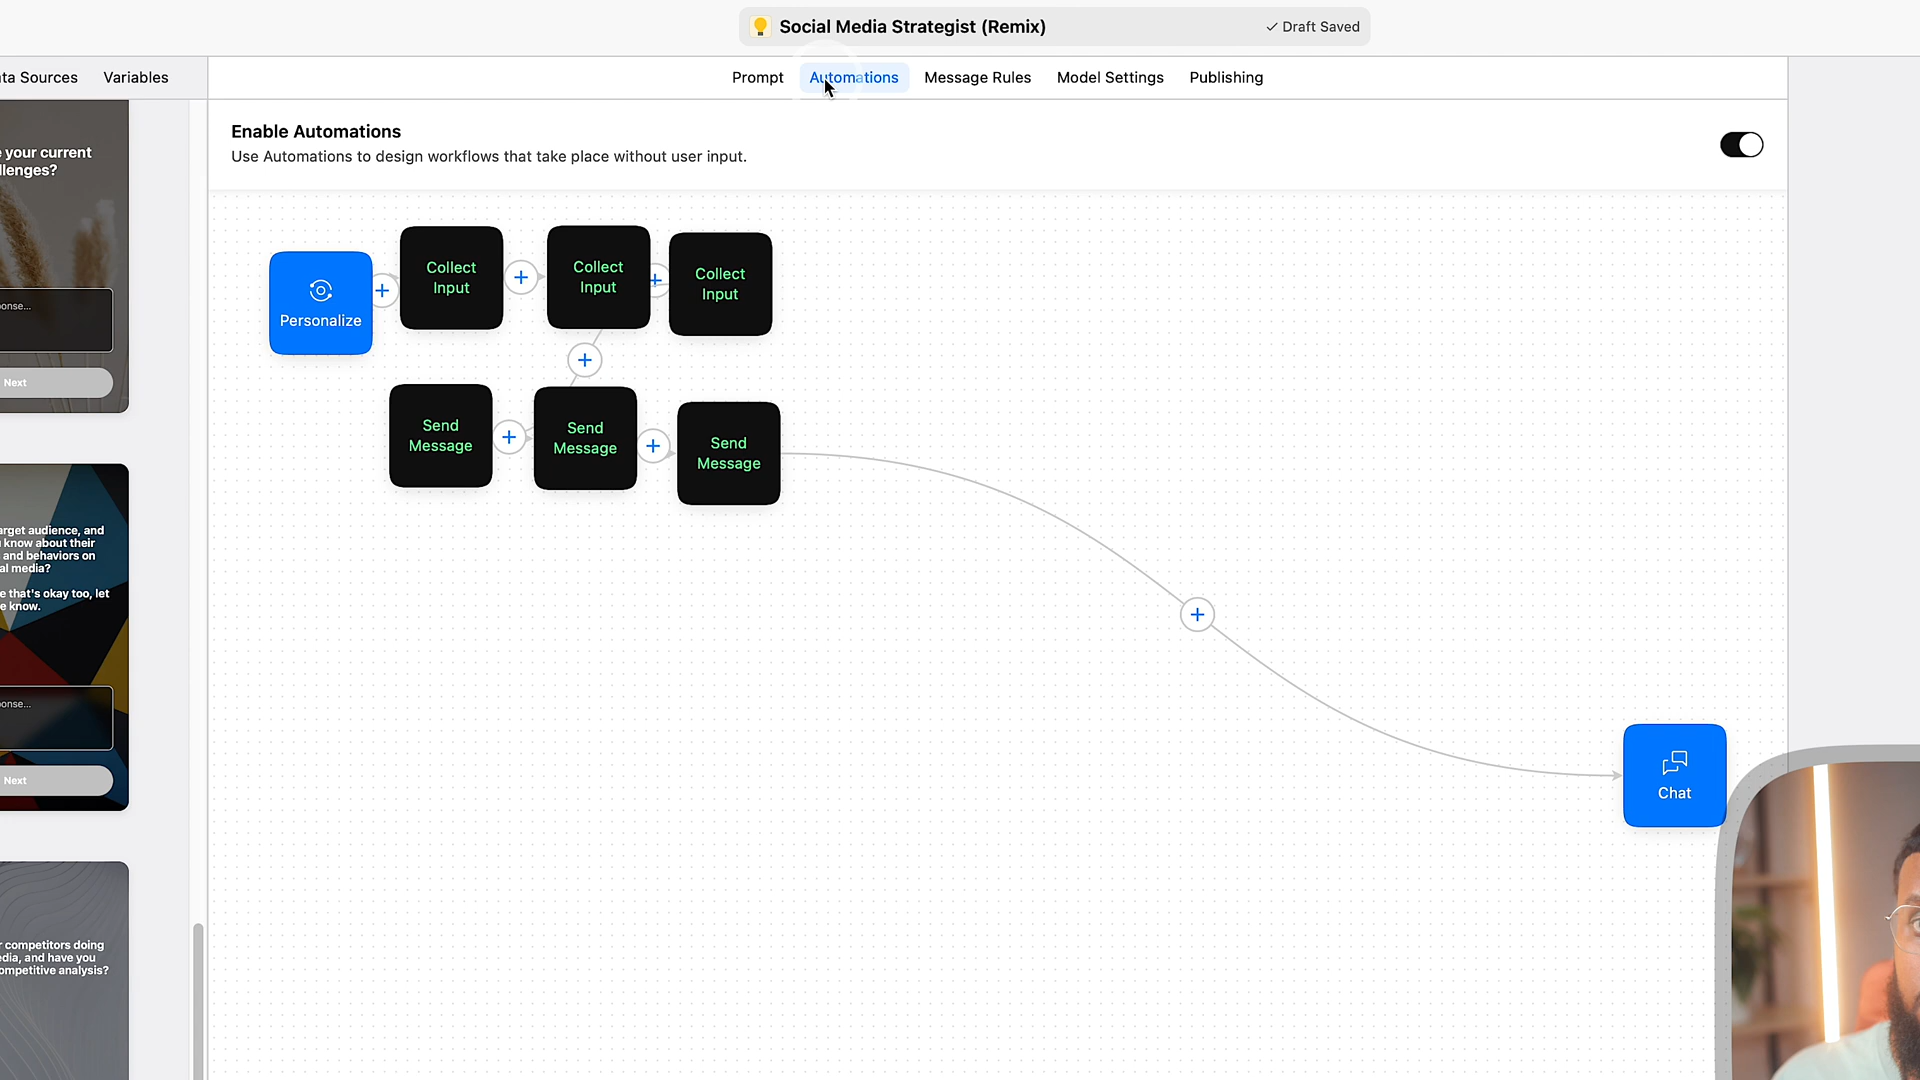 Social Media Strategist (Remix)
✓ Draft Saved
ta Sources
Variables
Prompt
Automations
Message Rules
Model Settings
Publishing
Enable Automations
Use Automations to design workflows that take place without user input.
e your current
llenges?
onse...
Next
arget audience, and
know about their
and behaviors on
al media?
e that's okay too, let
e know.
onse...
Next
r competitors doing
edia, and have you
ompetitive analysis?
Personalize
Collect
Input
Collect
Input
Collect
Input
Send
Message
Send
Message
Send
Message
Chat